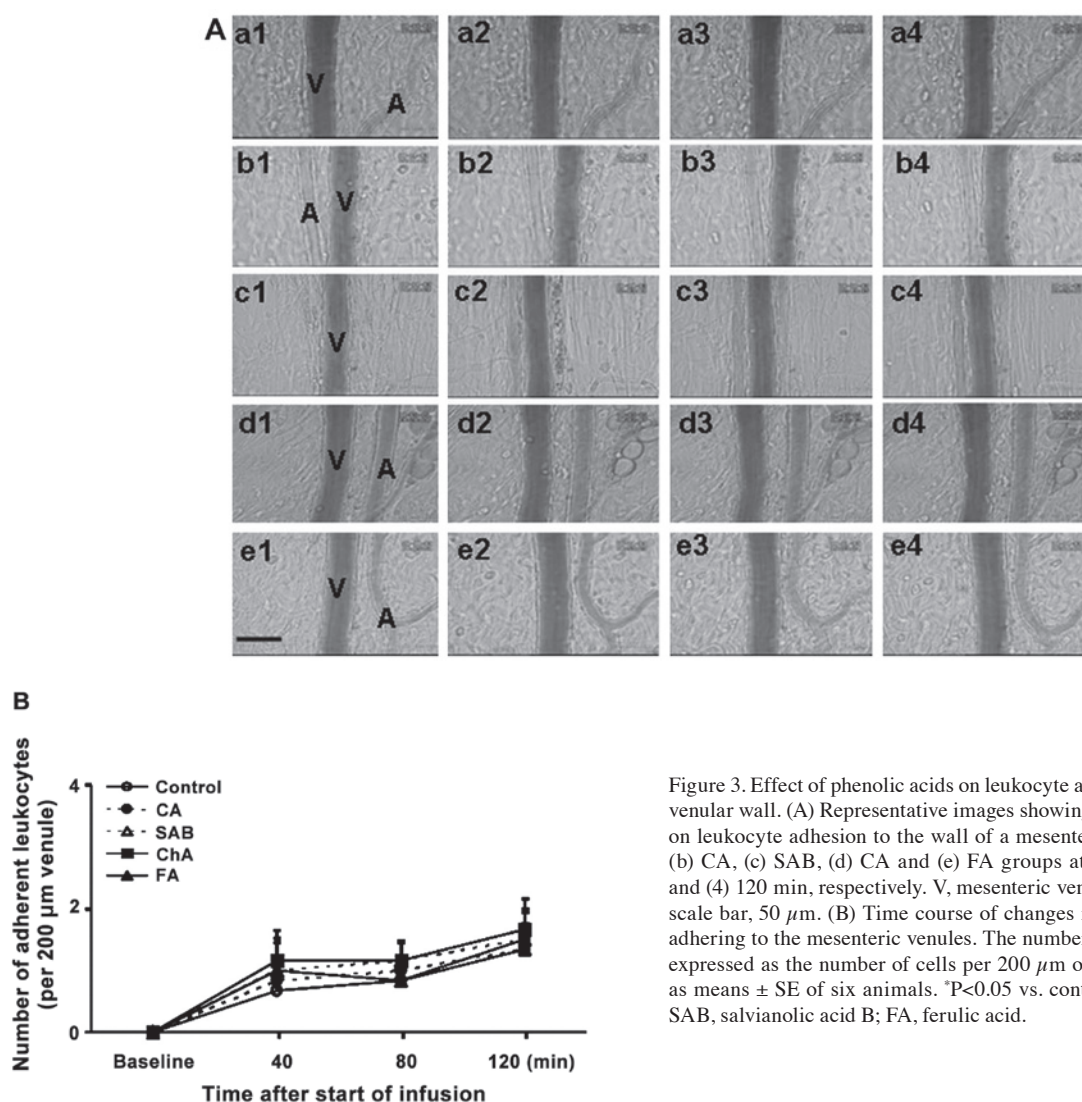 A
a1 V A a2 a3 a4
b1 A V b2 b3 b4
c1 V c2 c3 c4
d1 V A d2 d3 d4
e1 V A e2 e3 e4
B
Number of adherent leukocytes
(per 200 µm venule)
4
2
0
Control
CA
SAB
ChA
FA
Baseline 40 80 120 (min)
Time after start of infusion
Figure 3. Effect of phenolic acids on leukocyte a
venular wall. (A) Representative images showing
on leukocyte adhesion to the wall of a mesente
(b) CA, (c) SAB, (d) CA and (e) FA groups at
and (4) 120 min, respectively. V, mesenteric ven
scale bar, 50 µm. (B) Time course of changes
adhering to the mesenteric venules. The number
expressed as the number of cells per 200 µm o
as means ± SE of six animals. *P<0.05 vs. cont
SAB, salvianolic acid B; FA, ferulic acid.